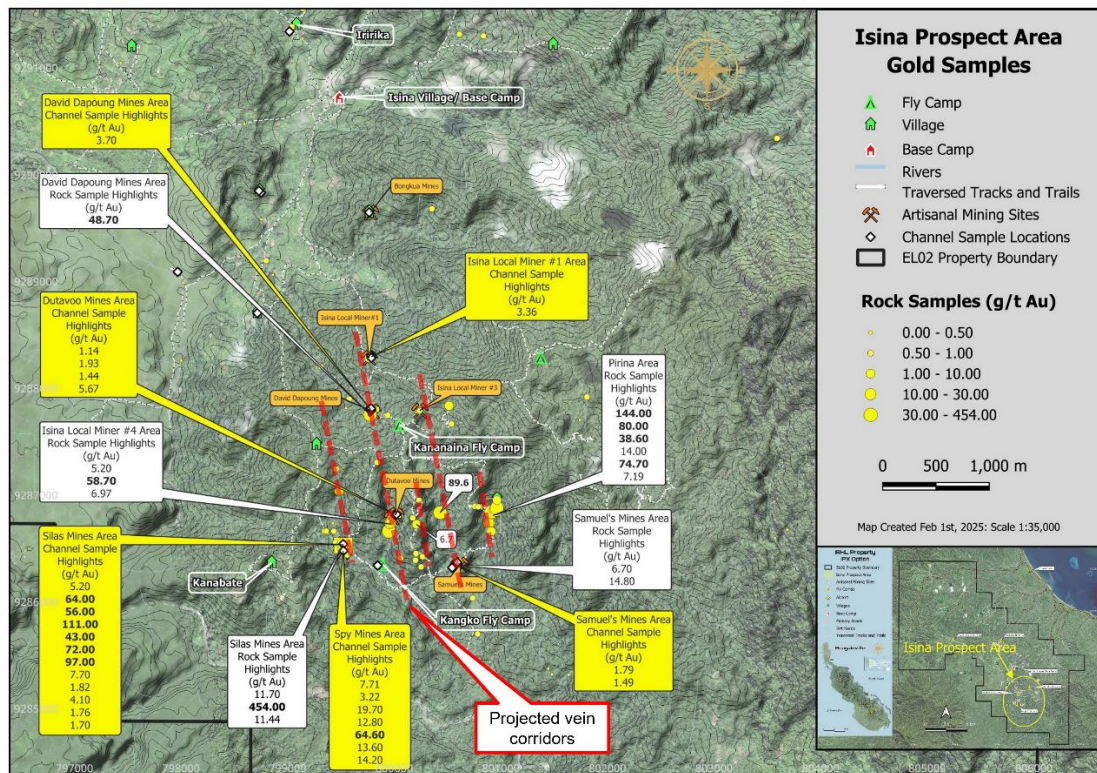 Isina Prospect Area
Gold Samples
Fly Camp
Village
Base Camp
Rivers
Traversed Tracks and Trails
Artisanal Mining Sites
Channel Sample Locations
EL02 Property Boundary
Rock Samples (g/t Au)
0.00 - 0.50
0.50 - 1.00
1.00 - 10.00
10.00 - 30.00
30.00 - 454.00
0 500 1,000 m
Map Created Feb 1st, 2025: Scale 1:35,000
Iririka
Isina Village/ Base Camp
David Dapoung Mines Area
Channel Sample Highlights
(g/t Au)
3.70
David Dapoung Mines Area
Rock Sample Highlights
(g/t Au)
48.70
Bongkua Mines
Isina Local Miner #1 Area
Channel Sample
Highlights
(g/t Au)
3.36
Dutavoo Mines Area
Channel Sample
Highlights
(g/t Au)
1.14
1.93
1.44
5.67
Isina Local Miner#1
David Dapoung Mines
Isina Local Miner #3
Kananaina Fly Camp
Pirina Area
Rock Sample
Highlights
(g/t Au)
144.00
80.00
38.60
14.00
74.70
7.19
Isina Local Miner #4 Area
Rock Sample Highlights
(g/t Au)
5.20
58.70
6.97
Dutavoo Mines
89.6
6.7
Samuel's Mines Area
Rock Sample
Highlights
(g/t Au)
6.70
14.80
Silas Mines Area
Channel Sample
Highlights
(g/t Au)
5.20
64.00
56.00
111.00
43.00
72.00
97.00
7.70
1.82
4.10
1.76
1.70
Kanabate
Samuel's Mines
Kangko Fly Camp
Silas Mines Area
Rock Sample
Highlights
(g/t Au)
11.70
454.00
11.44
Spy Mines Area
Channel Sample
Highlights
(g/t Au)
7.71
3.22
19.70
12.80
64.60
13.60
14.20
Samuel's Mines Area
Channel Sample
Highlights
(g/t Au)
1.79
1.49
Projected vein
corridors
9291000
9290000
9289000
9288000
9287000
9286000
9285000
797000
798000
799000
801000
802000
803000
805000
806000
Isina Prospect Area